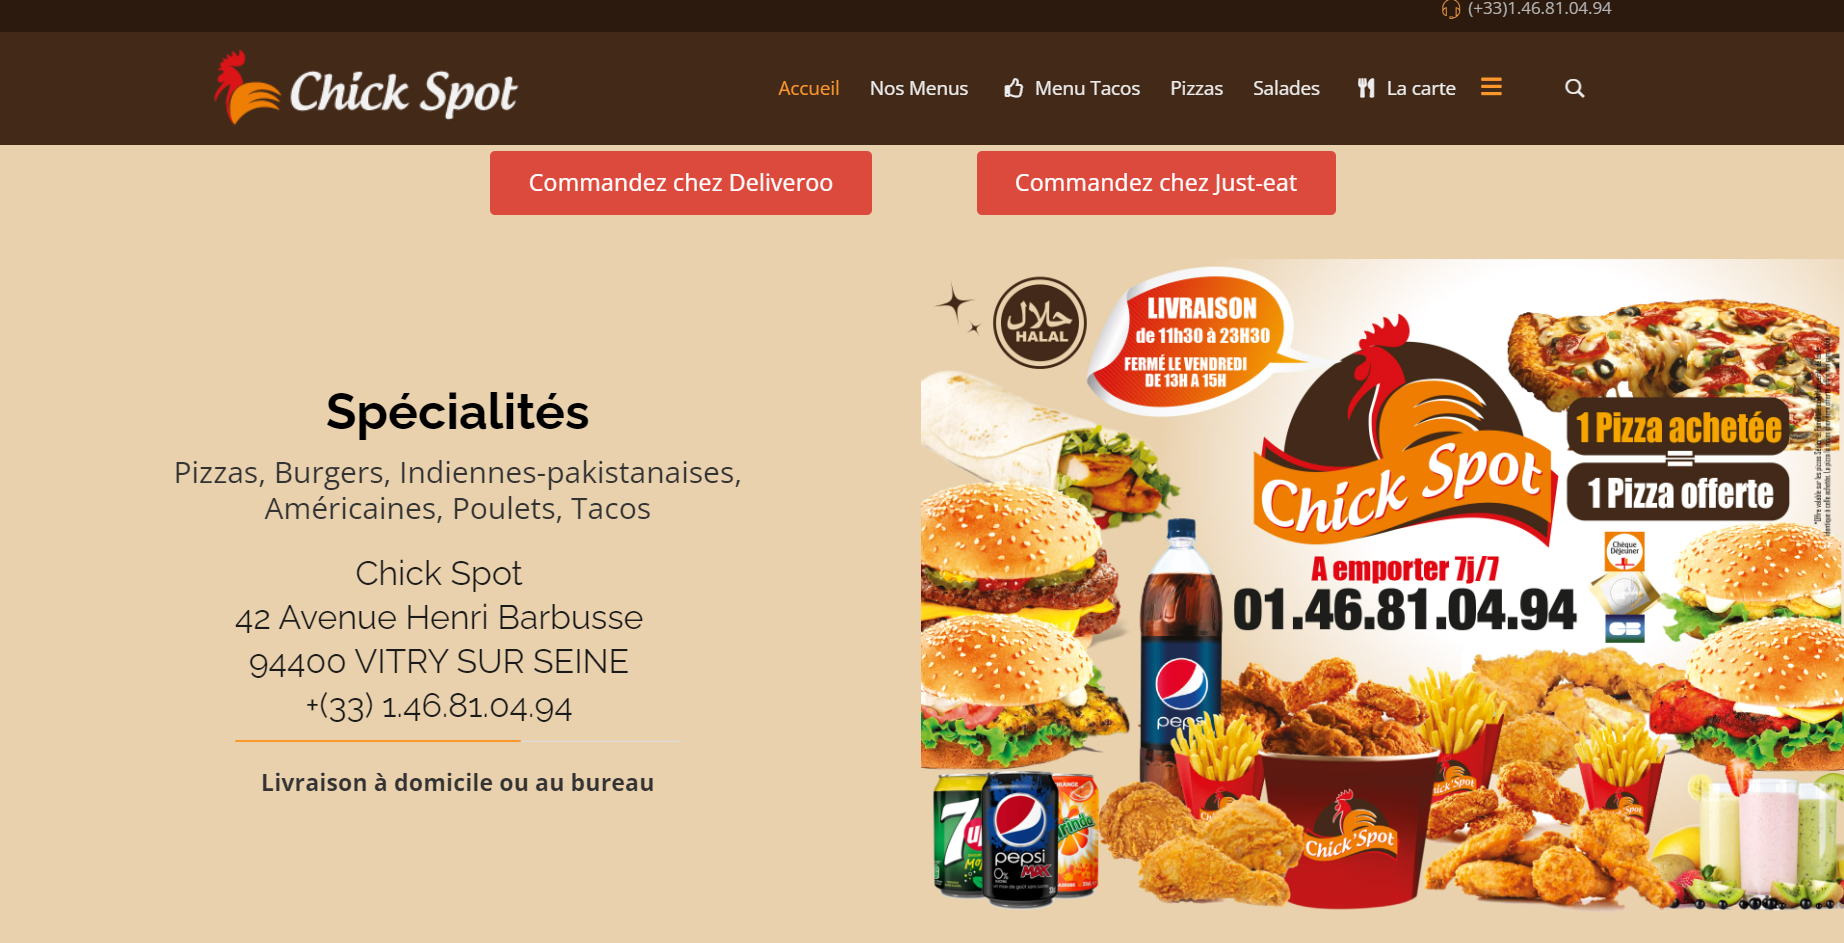 (+33)1.46.81.04.94
Chick Spot
Accueil
Nos Menus
Menu Tacos
Pizzas
Salades
La carte
Commandez chez Deliveroo
Commandez chez Just-eat
Spécialités
Pizzas, Burgers, Indiennes-pakistanaises,
Américaines, Poulets, Tacos
Chick Spot
42 Avenue Henri Barbusse
94400 VITRY SUR SEINE
+(33) 1.46.81.04.94
Livraison à domicile ou au bureau
حلال
HALAL
LIVRAISON
de 11h30 à 23H30
FERMÉ LE VENDREDI
DE 13H A 15H
Chick Spot
1 Pizza achetée
=
1 Pizza offerte
Chèque
Déjeuner
CB
A emporter 7j/7
01.46.81.04.94
pepsi
7up
pepsi
MAX
0%
Chick'Spot
Spot